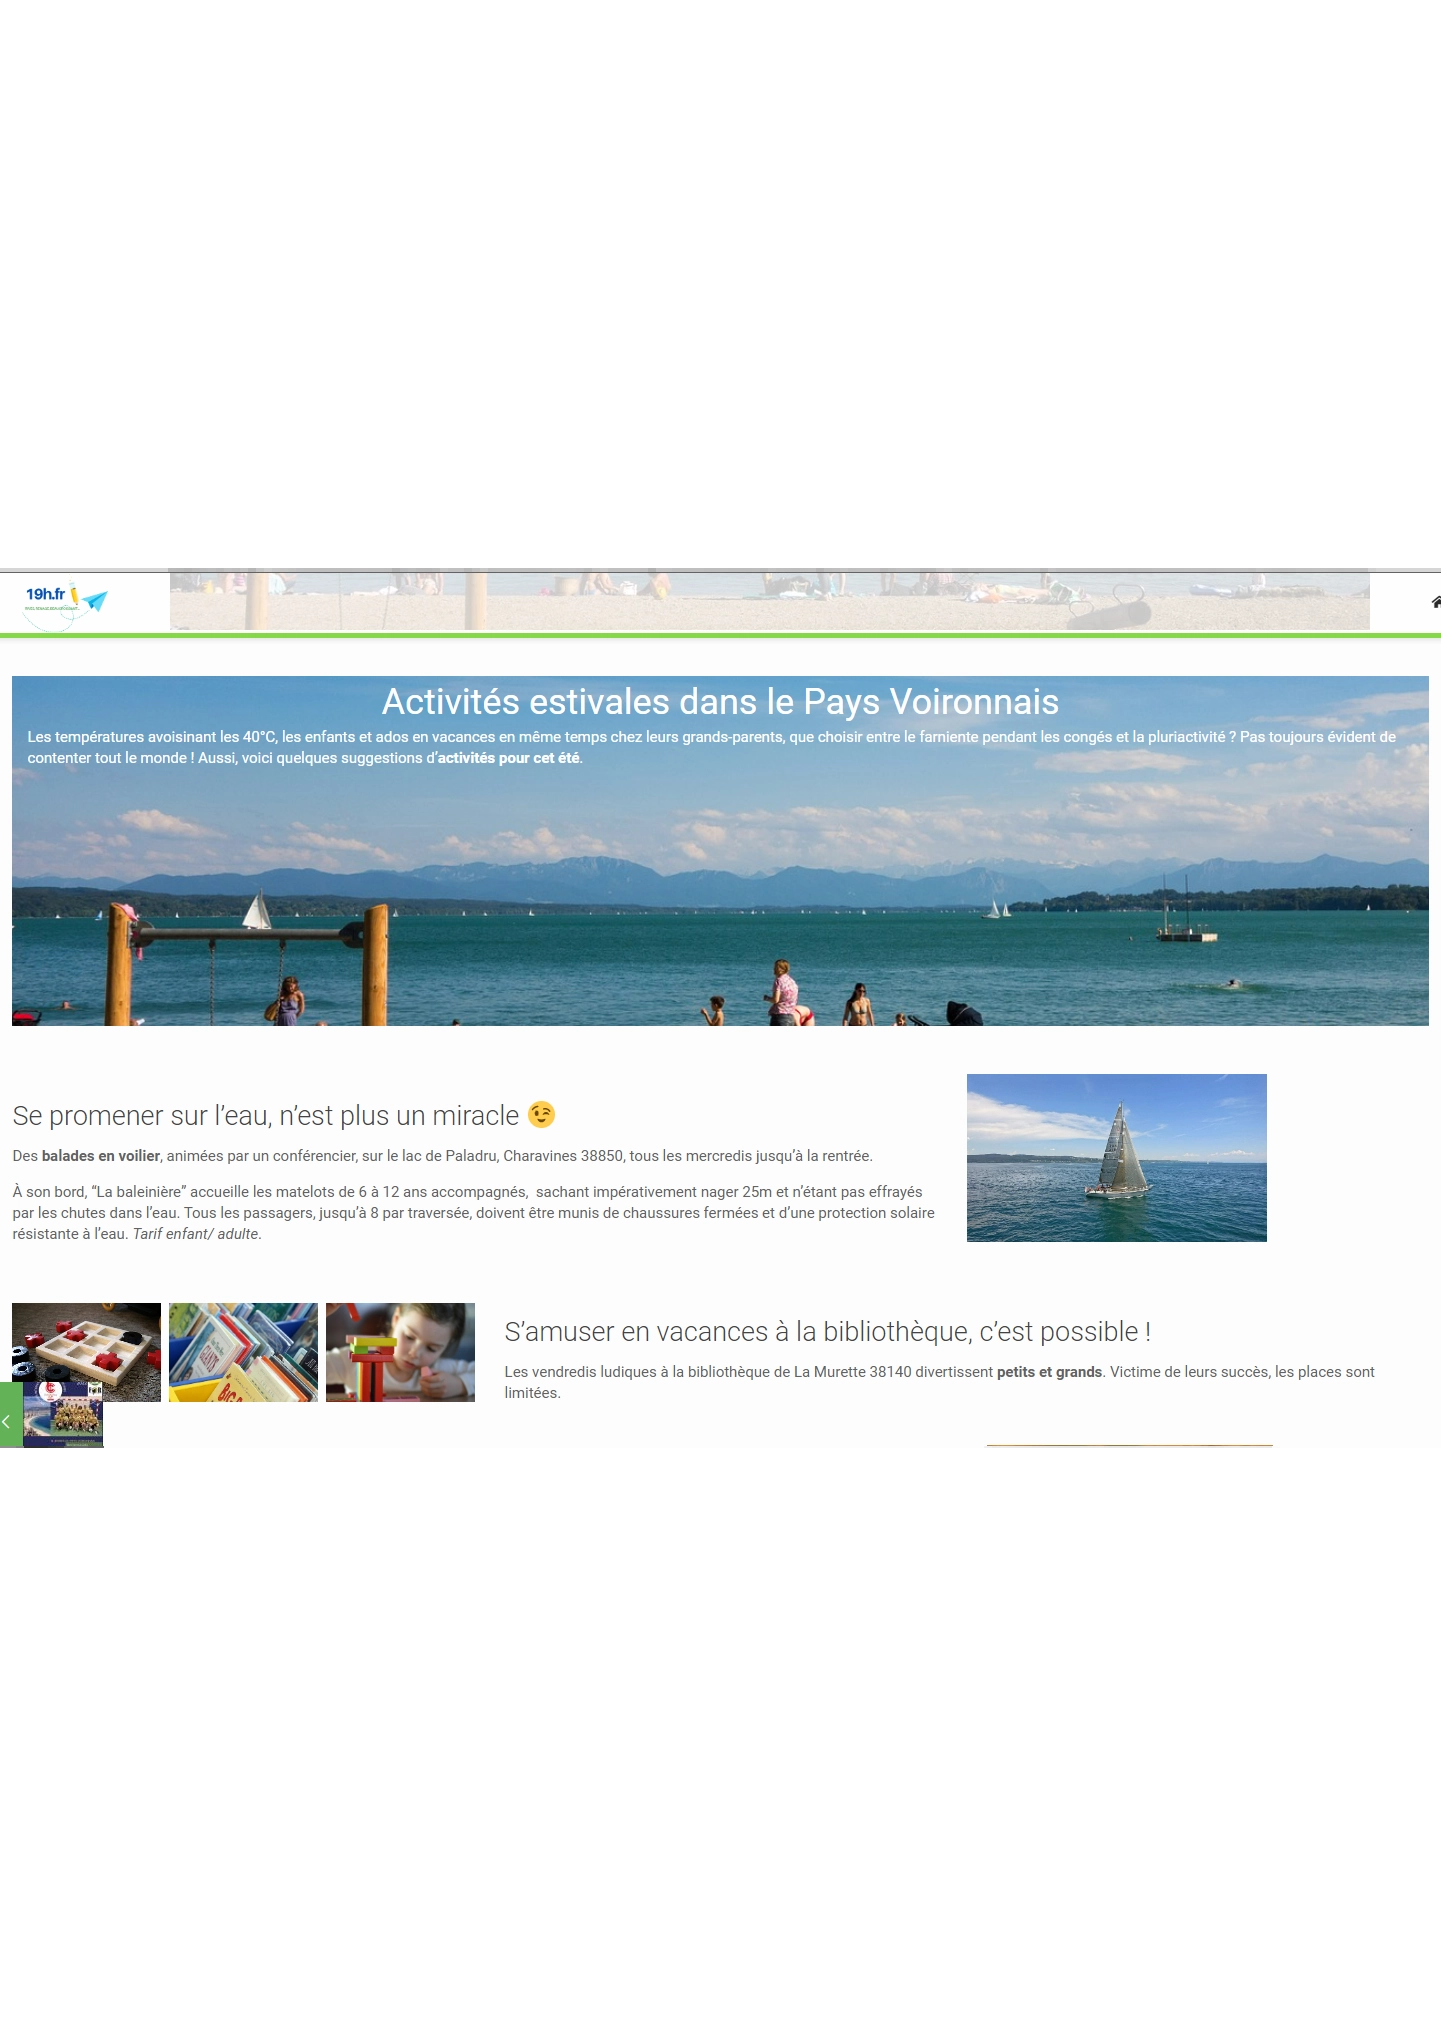 19h.fr
Activités estivales dans le Pays Voironnais
Les températures avoisinant les 40°C, les enfants et ados en vacances en même temps chez leurs grands-parents, que choisir entre le farniente pendant les congés et la pluriactivité ? Pas toujours évident de
contenter tout le monde ! Aussi, voici quelques suggestions d’activités pour cet été.
Se promener sur l’eau, n’est plus un miracle 😉
Des balades en voilier, animées par un conférencier, sur le lac de Paladru, Charavines 38850, tous les mercredis jusqu’à la rentrée.
À son bord, “La baleinière” accueille les matelots de 6 à 12 ans accompagnés, sachant impérativement nager 25m et n’étant pas effrayés
par les chutes dans l’eau. Tous les passagers, jusqu’à 8 par traversée, doivent être munis de chaussures fermées et d’une protection solaire
résistante à l’eau. Tarif enfant/ adulte.
S’amuser en vacances à la bibliothèque, c’est possible !
Les vendredis ludiques à la bibliothèque de La Murette 38140 divertissent petits et grands. Victime de leurs succès, les places sont
limitées.